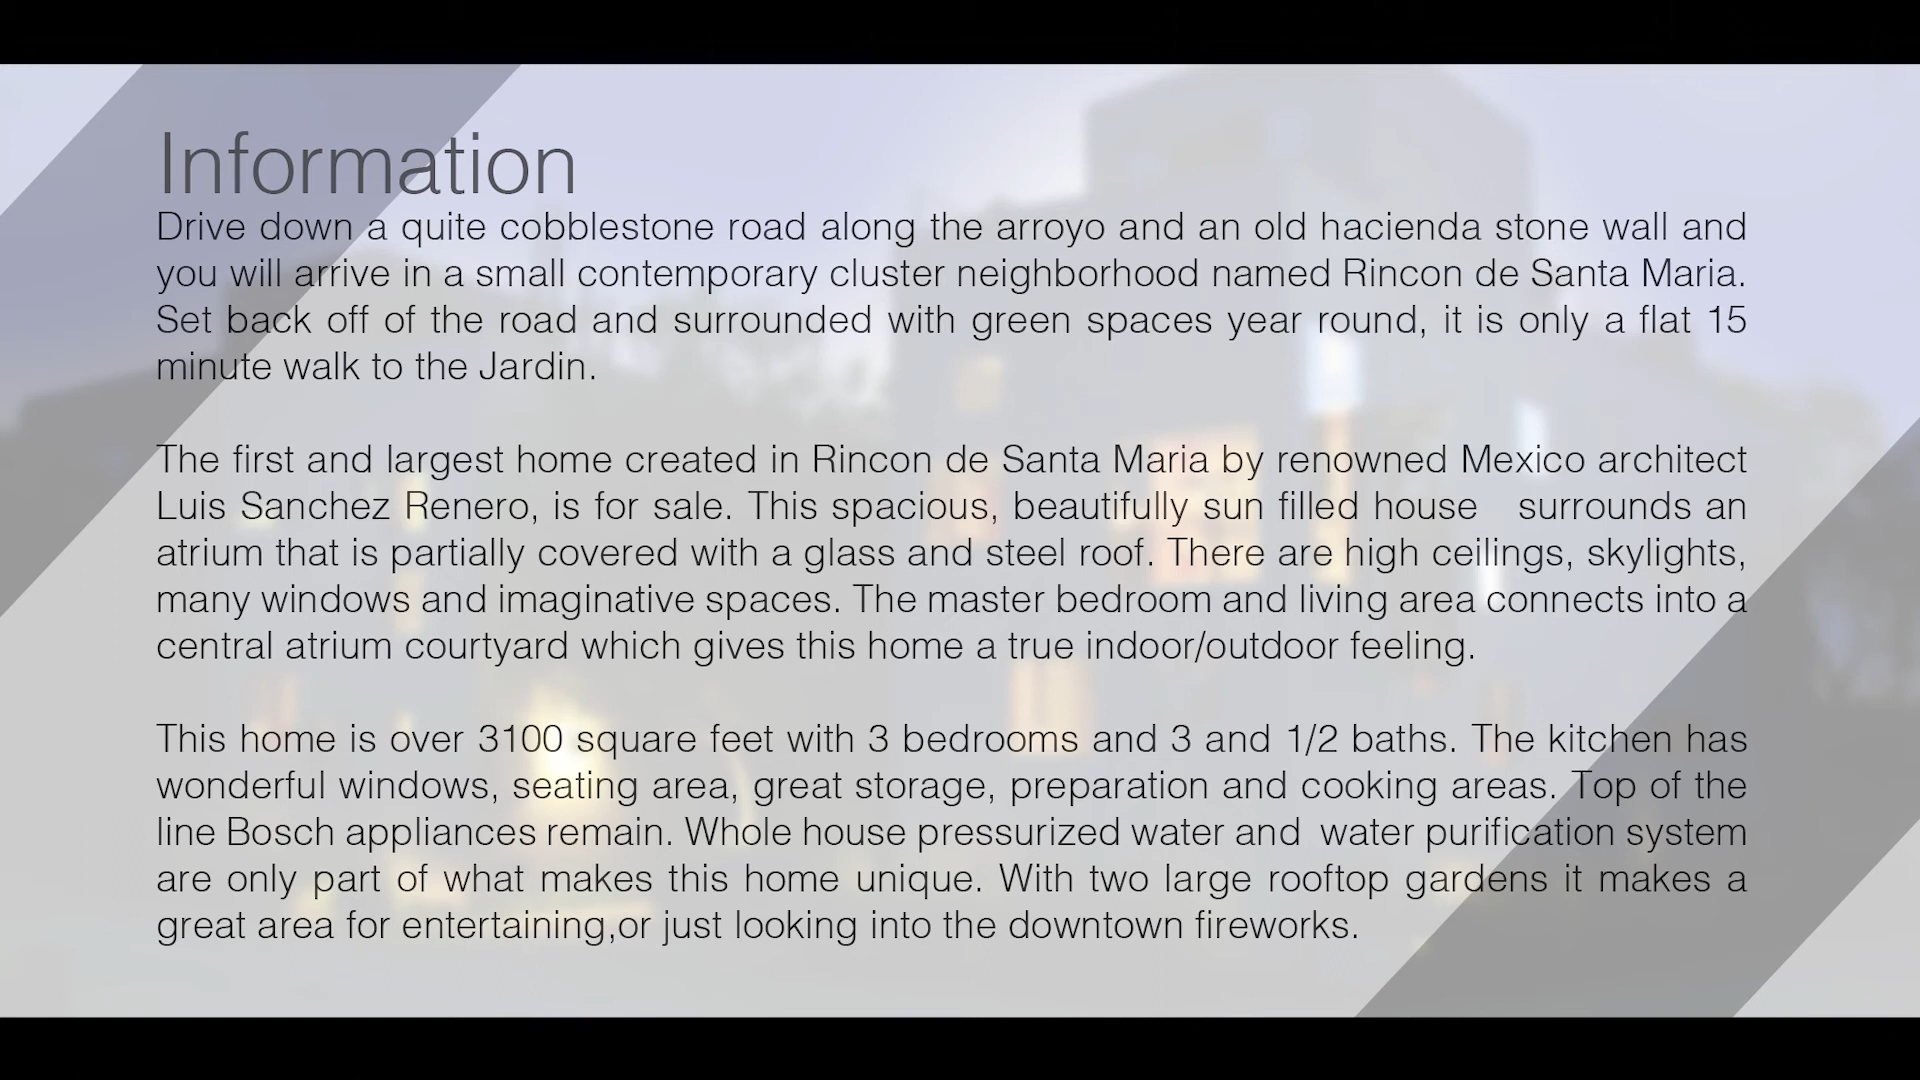 Information
Drive down a quite cobblestone road along the arroyo and an old hacienda stone wall and
you will arrive in a small contemporary cluster neighborhood named Rincon de Santa Maria.
Set back off of the road and surrounded with green spaces year round, it is only a flat 15
minute walk to the Jardin.
The first and largest home created in Rincon de Santa Maria by renowned Mexico architect
Luis Sanchez Renero, is for sale. This spacious, beautifully sun filled house surrounds an
atrium that is partially covered with a glass and steel roof. There are high ceilings, skylights,
many windows and imaginative spaces. The master bedroom and living area connects into a
central atrium courtyard which gives this home a true indoor/outdoor feeling.
This home is over 3100 square feet with 3 bedrooms and 3 and 1/2 baths. The kitchen has
wonderful windows, seating area, great storage, preparation and cooking areas. Top of the
line Bosch appliances remain. Whole house pressurized water and water purification system
are only part of what makes this home unique. With two large rooftop gardens it makes a
great area for entertaining,or just looking into the downtown fireworks.